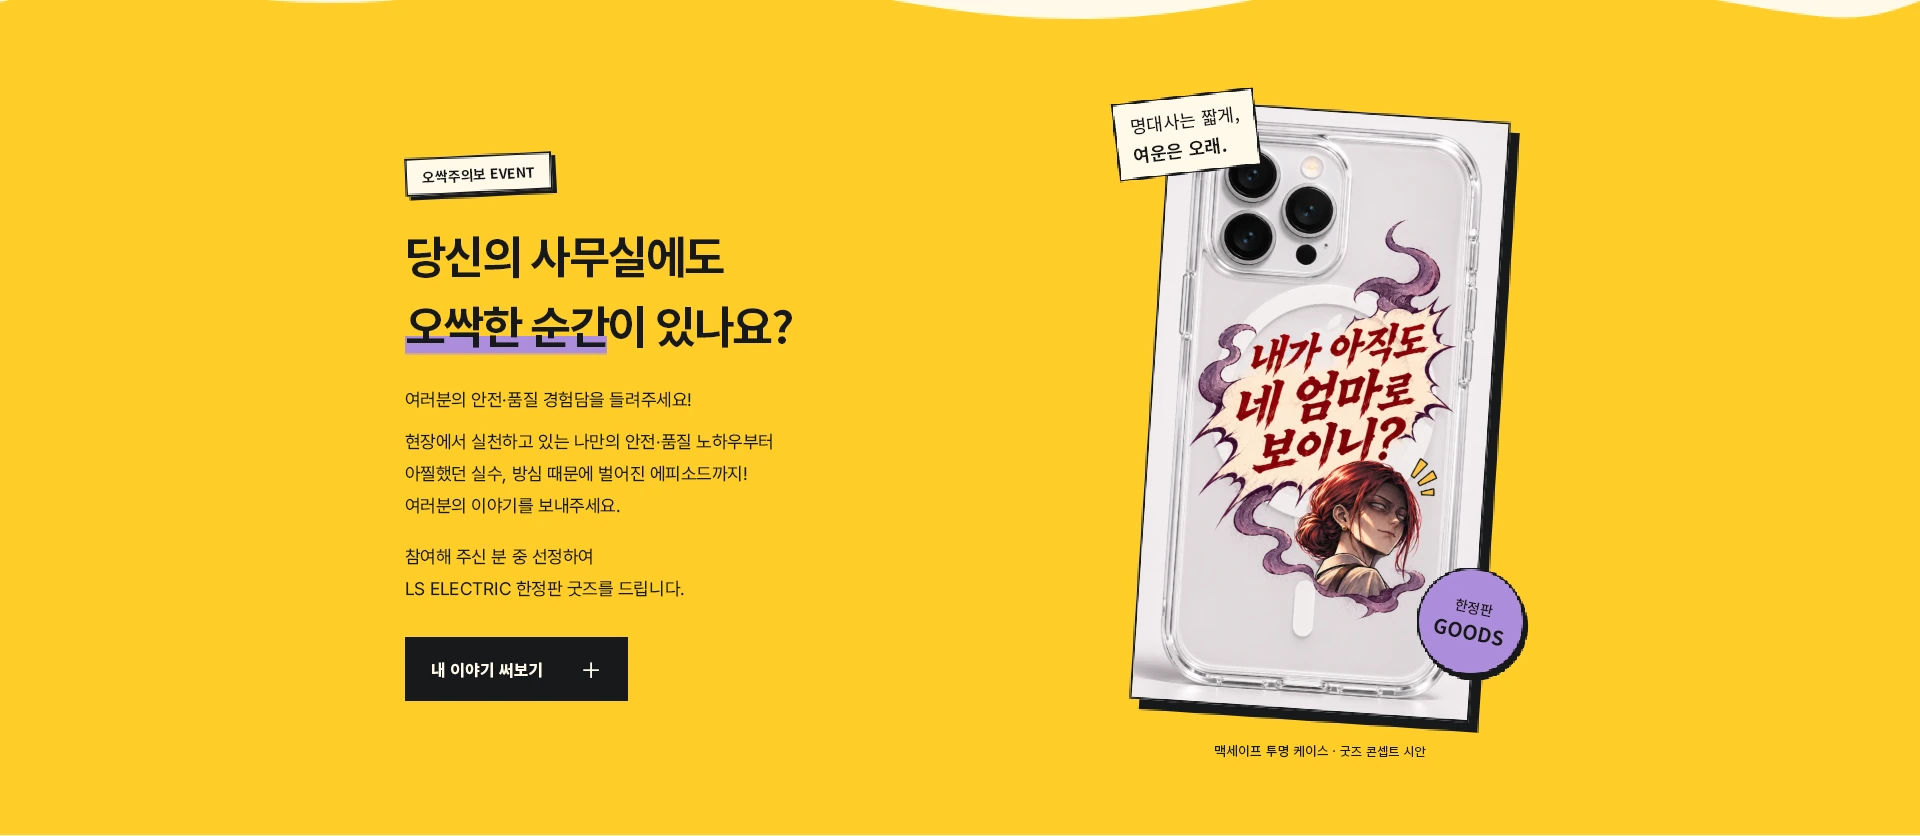 오싹주의보 EVENT
당신의 사무실에도
오싹한 순간이 있나요?
여러분의 안전·품질 경험담을 들려주세요!
현장에서 실천하고 있는 나만의 안전·품질 노하우부터
아찔했던 실수, 방심 때문에 벌어진 에피소드까지!
여러분의 이야기를 보내주세요.
참여해 주신 분 중 선정하여
LS ELECTRIC 한정판 굿즈를 드립니다.
내 이야기 써보기
명대사는 짧게,
여운은 오래.
내가 아직도
네 엄마로
보이니?
한정판
GOODS
맥세이프 투명 케이스 · 굿즈 콘셉트 시안